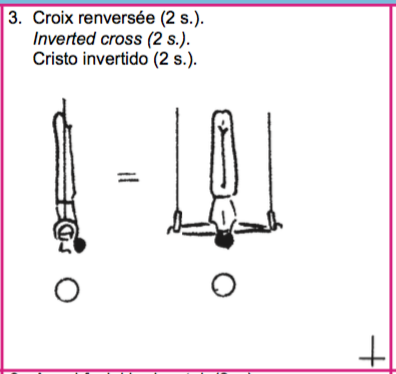 3. Croix renversée (2 s.).
Inverted cross (2 s.).
Cristo invertido (2 s.).
=